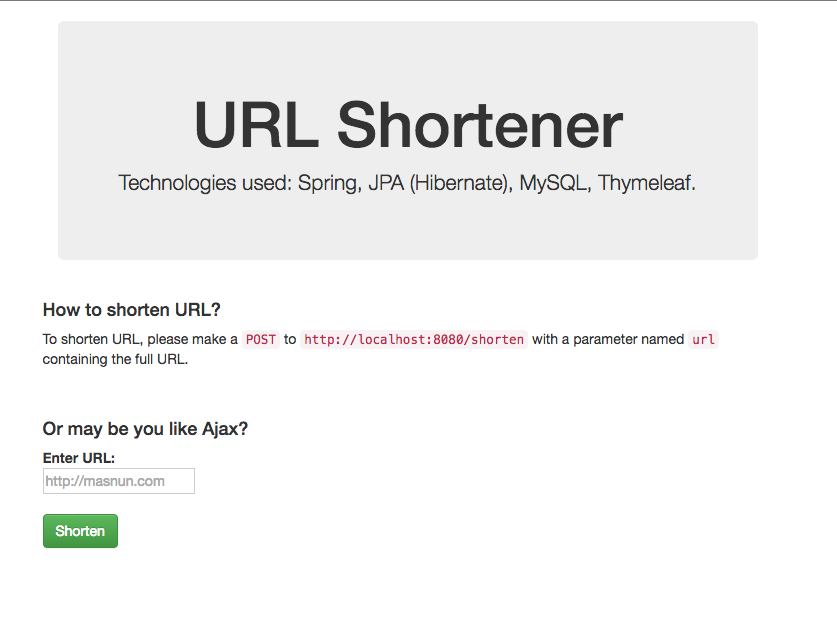 URL Shortener
Technologies used: Spring, JPA (Hibernate), MySQL, Thymeleaf.
How to shorten URL?
To shorten URL, please make a POST to http://localhost:8080/shorten with a parameter named url
containing the full URL.
Or may be you like Ajax?
Enter URL:
http://masnun.com
Shorten